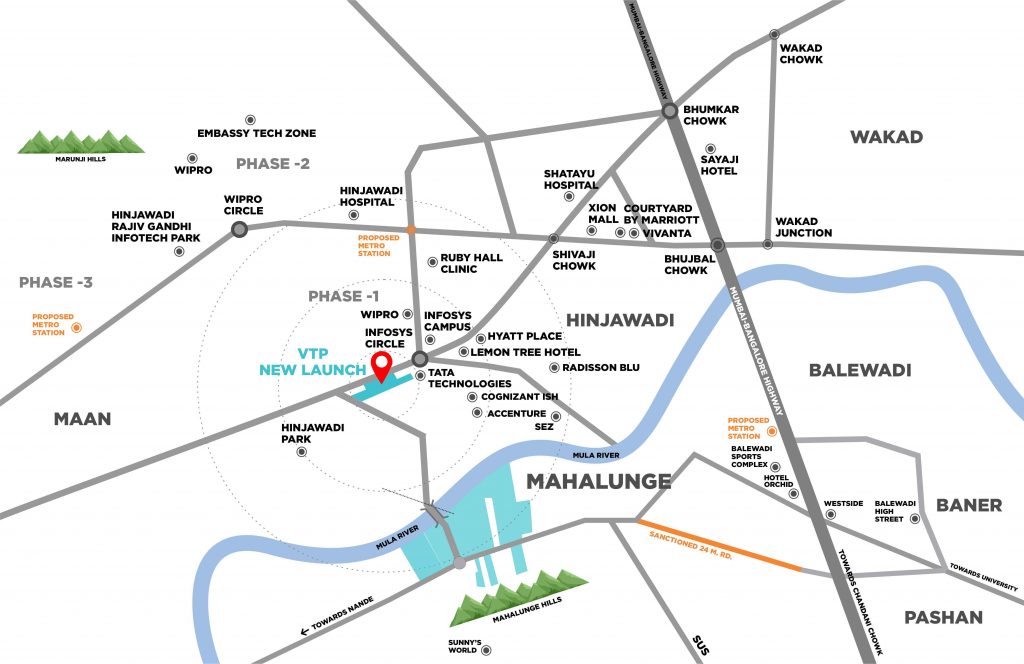 MUMBAI-BANGALORE HIGHWAY
WAKAD
CHOWK
BHUMKAR
CHOWK
EMBASSY TECH ZONE
WAKAD
MARUNJI HILLS
WIPRO
PHASE -2
SAYAJI
HOTEL
SHATAYU
HOSPITAL
HINJAWADI
HOSPITAL
WIPRO
CIRCLE
XION
MALL
COURTYARD
BY MARRIOTT
VIVANTA
HINJAWADI
RAJIV GANDHI
INFOTECH PARK
PROPOSED
METRO
STATION
WAKAD
JUNCTION
SHIVAJI
CHOWK
BHUJBAL
CHOWK
RUBY HALL
CLINIC
PHASE -3
PHASE -1
PROPOSED
METRO
STATION
WIPRO
INFOSYS
CAMPUS
HINJAWADI
MUMBAI-BANGALORE HIGHWAY
INFOSYS
CIRCLE
HYATT PLACE
LEMON TREE HOTEL
VTP
NEW LAUNCH
RADISSON BLU
BALEWADI
TATA
TECHNOLOGIES
COGNIZANT ISH
ACCENTURE
SEZ
MAAN
HINJAWADI
PARK
PROPOSED
METRO
STATION
MULA RIVER
BALEWADI
SPORTS
COMPLEX
MAHALUNGE
HOTEL
ORCHID
WESTSIDE
BALEWADI
HIGH
STREET
BANER
MULA RIVER
SANCTIONED 24 M. RD.
TOWARDS UNIVERSITY
TOWARDS CHANDANI CHOWK
MAHALUNGE HILLS
TOWARDS NANDE
PASHAN
SUNNY'S
WORLD
SUS